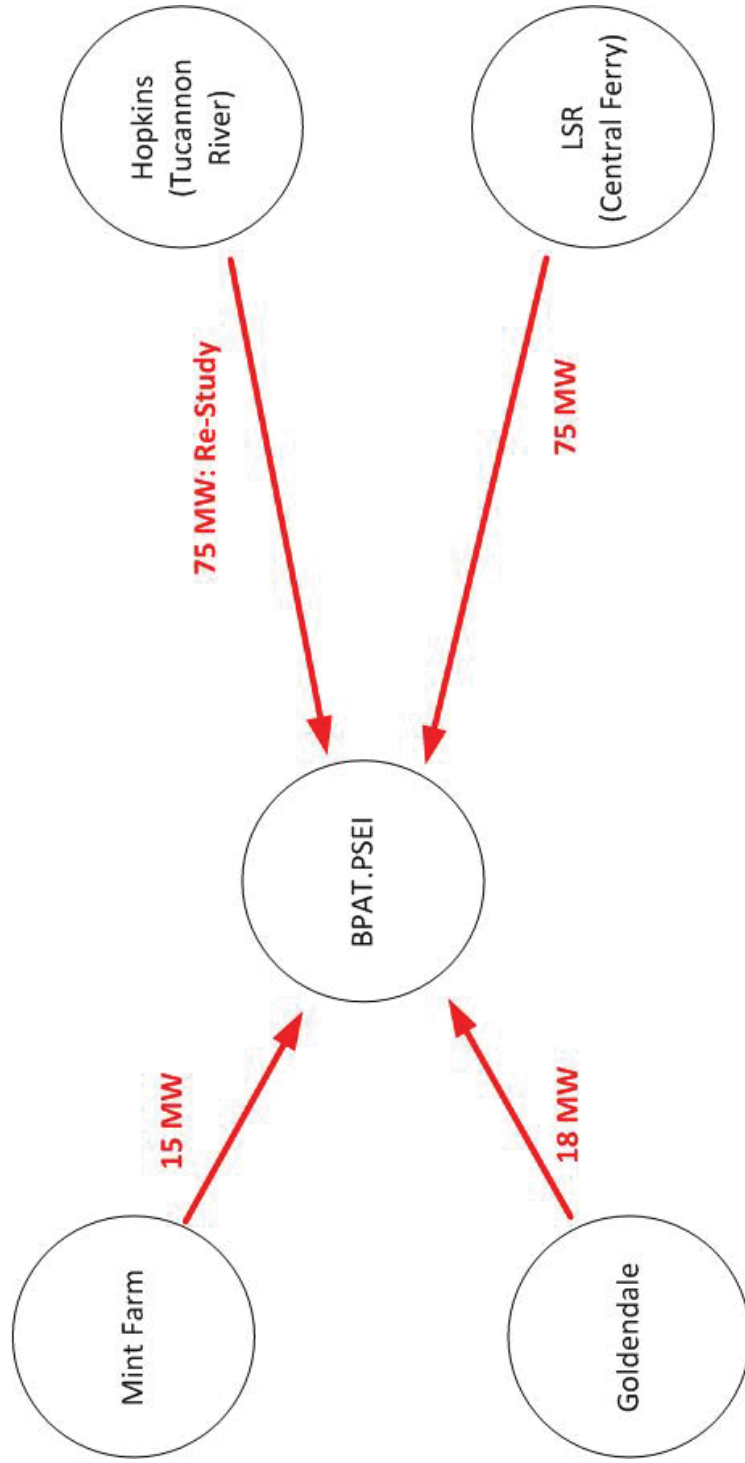 Mint Farm
15 MW
BPAT.PSEI
75 MW: Re-Study
Hopkins
(Tucannon
River)
Goldendale
18 MW
75 MW
LSR
(Central Ferry)